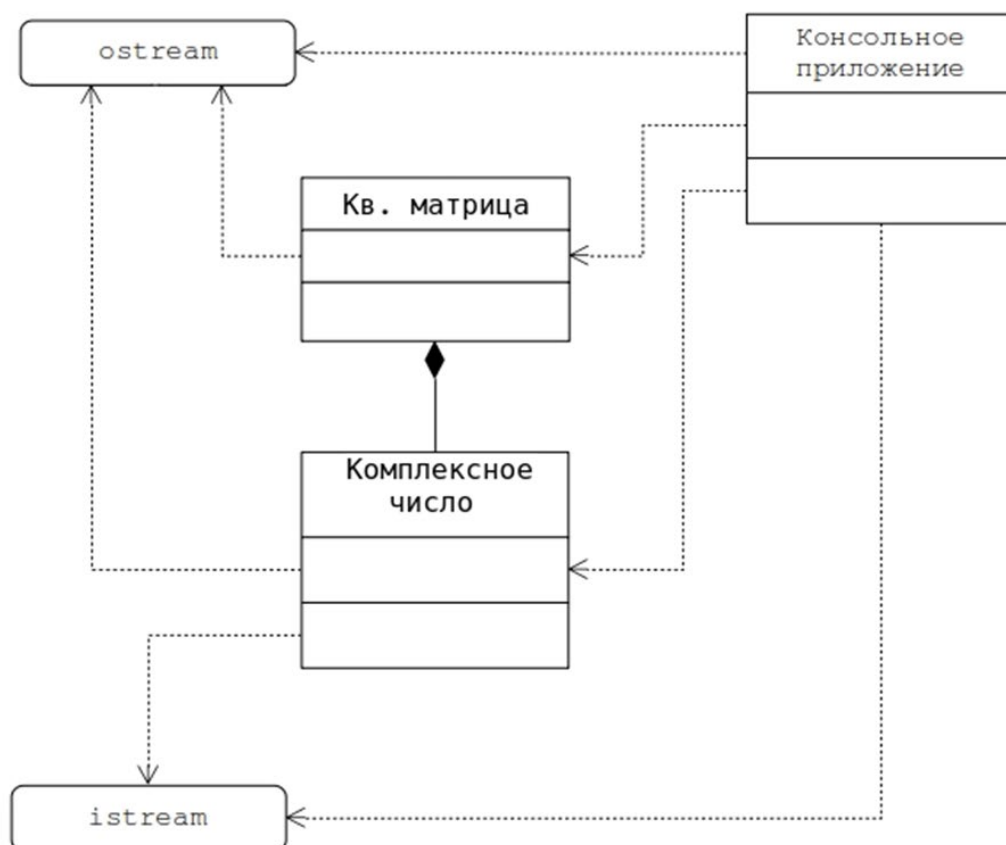 ostream
Консольное
приложение
Кв. матрица
Комплексное
число
istream